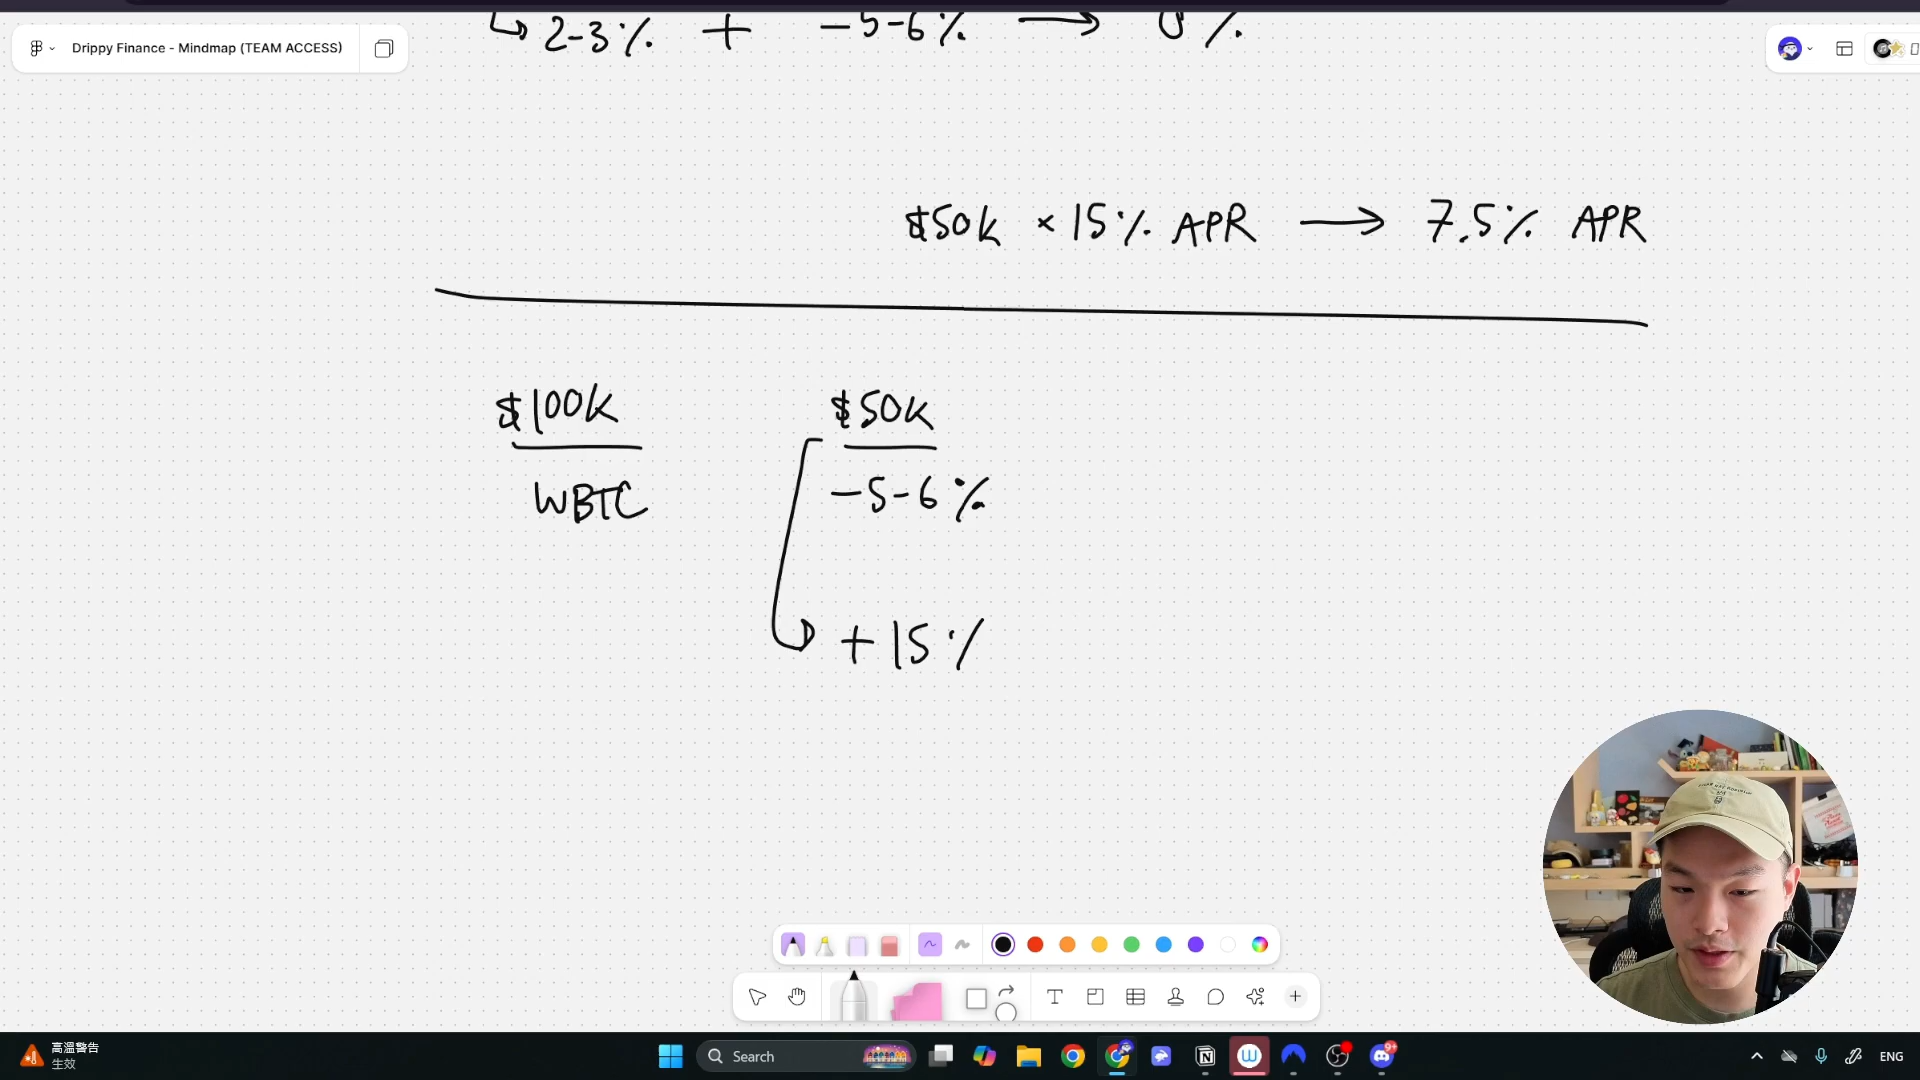 2-3% + -5-6% → 0%
Drippy Finance - Mindmap (TEAM ACCESS)
$50k × 15% APR → 7.5% APR
$100k $50k
WBTC -5-6%
+15%
T
高溫警告
生效
Search
9+
ENG